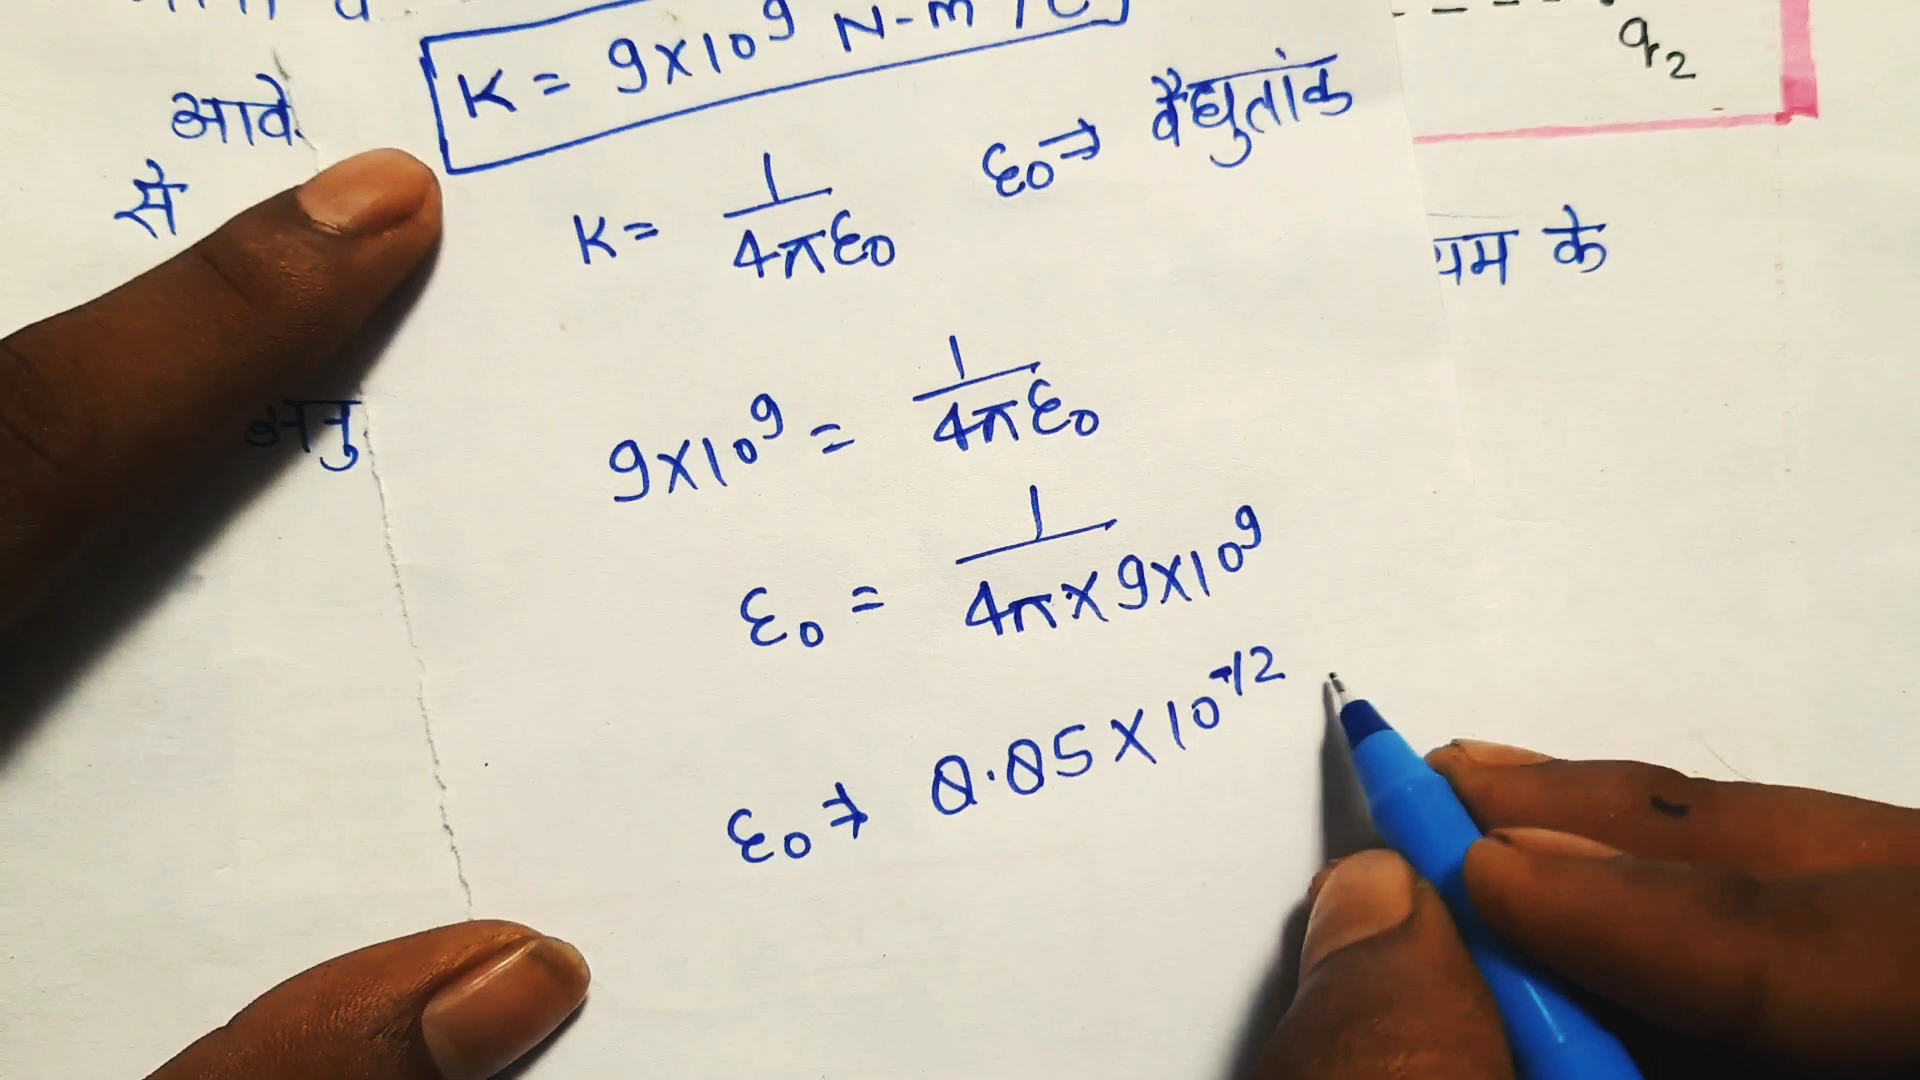 K = 9×10⁹ N-m
q₂
आवे
से
K = 1/4πε₀ ε₀⇒ वैद्युतांक
के
9×10⁹ = 1/4πε₀
अनु
ε₀ = 1/4π×9×10⁹
ε₀ ⇒ 8.85×10⁻¹²